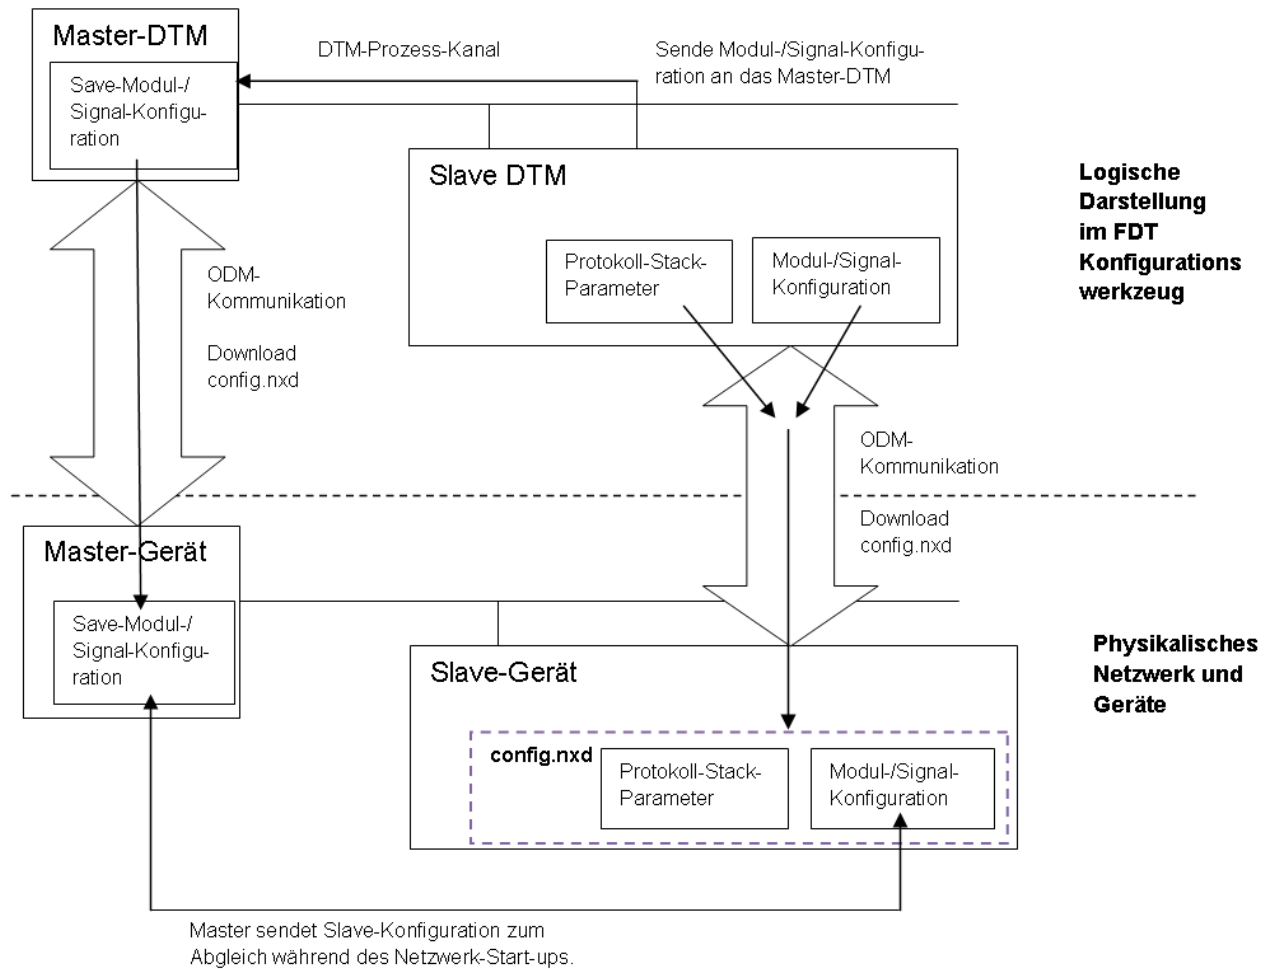 Master-DTM
Save-Modul-/
Signal-Konfigu-
ration
DTM-Prozess-Kanal
Sende Modul-/Signal-Konfigu-
ration an das Master-DTM
Slave DTM
Protokoll-Stack-
Parameter
Modul-/Signal-
Konfiguration
Logische
Darstellung
im FDT
Konfigurations
werkzeug
ODM-
Kommunikation
Download
config.nxd
ODM-
Kommunikation
Download
config.nxd
Master-Gerät
Save-Modul-/
Signal-Konfigu-
ration
Slave-Gerät
config.nxd
Protokoll-Stack-
Parameter
Modul-/Signal-
Konfiguration
Physikalisches
Netzwerk und
Geräte
Master sendet Slave-Konfiguration zum
Abgleich während des Netzwerk-Start-ups.